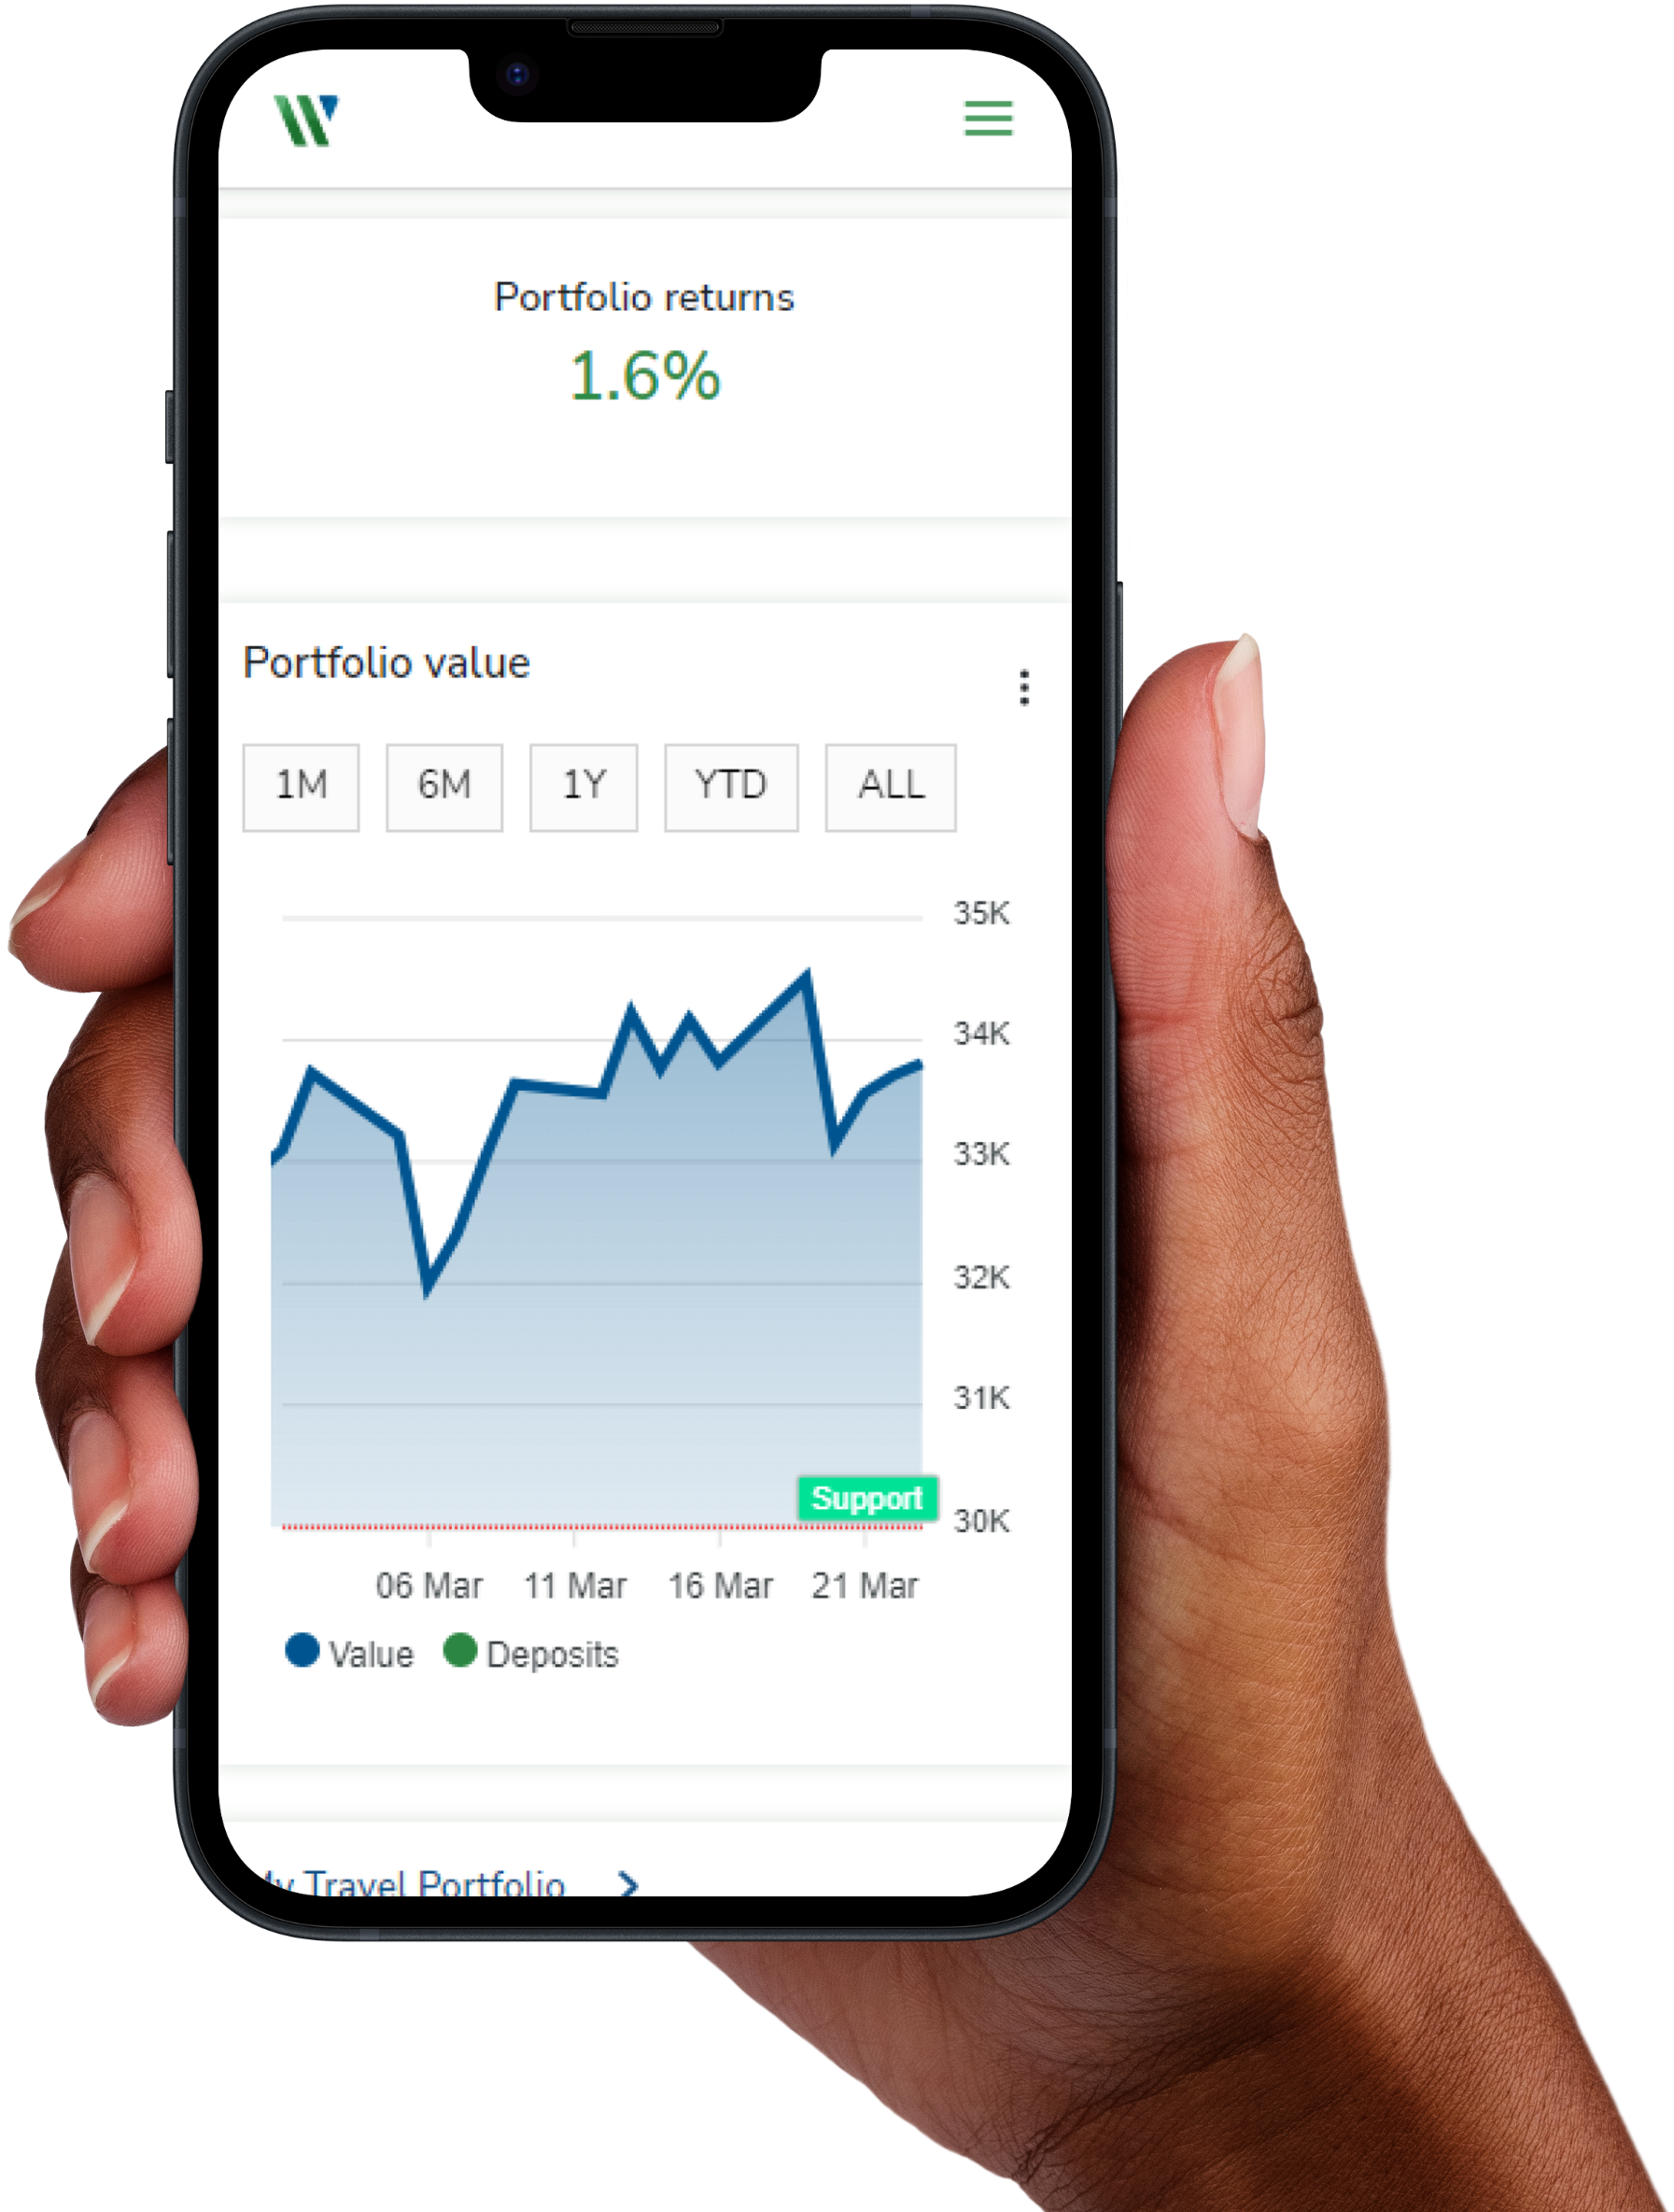 Portfolio returns
1.6%
Portfolio value
1M 6M 1Y YTD ALL
35K
34K
33K
32K
31K
Support
30K
06 Mar 11 Mar 16 Mar 21 Mar
Value Deposits
Travel Portfolio